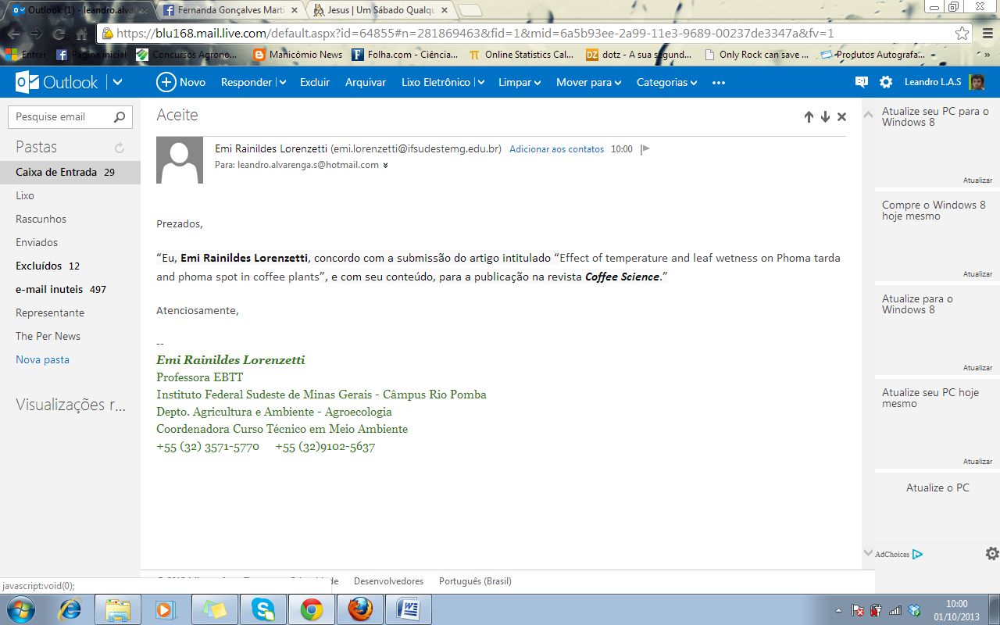 Outlook (1) - leandro.alva
Fernanda Gonçalves Marti
Jesus | Um Sábado Qualqu
https://blu168.mail.live.com/default.aspx?id=64855#n=281869463&fid=1&mid=6a5b93ee-2a99-11e3-9689-00237de3347a&fv=1
Entrar Página inicial Concursos Agrono... Manicômio News Folha.com - Ciência... Online Statistics Cal... dotz - A sua segund... Only Rock can save ... Produtos Autografa... »
Outlook Novo Responder Excluir Arquivar Lixo Eletrônico Limpar Mover para Categorias ••• Leandro L.A.S
Pesquise email
Pastas
Caixa de Entrada 29
Lixo
Rascunhos
Enviados
Excluídos 12
e-mail inuteis 497
Representante
The Per News
Nova pasta
Visualizações r...
Aceite
Emi Rainildes Lorenzetti (emi.lorenzetti@ifsudestemg.edu.br) Adicionar aos contatos 10:00
Para: leandro.alvarenga.s@hotmail.com
Prezados,
“Eu, Emi Rainildes Lorenzetti, concordo com a submissão do artigo intitulado “Effect of temperature and leaf wetness on Phoma tarda
and phoma spot in coffee plants”, e com seu conteúdo, para a publicação na revista Coffee Science.”
Atenciosamente,
--
Emi Rainildes Lorenzetti
Professora EBTT
Instituto Federal Sudeste de Minas Gerais - Câmpus Rio Pomba
Depto. Agricultura e Ambiente - Agroecologia
Coordenadora Curso Técnico em Meio Ambiente
+55 (32) 3571-5770 +55 (32)9102-5637
Atualize seu PC para o
Windows 8
Atualizar
Compre o Windows 8
hoje mesmo
Atualizar
Atualize para o
Windows 8
Atualizar
Atualize seu PC hoje
mesmo
Atualizar
Atualize o PC
AdChoices
Desenvolvedores Português (Brasil)
javascript:void(0);
10:00
01/10/2013